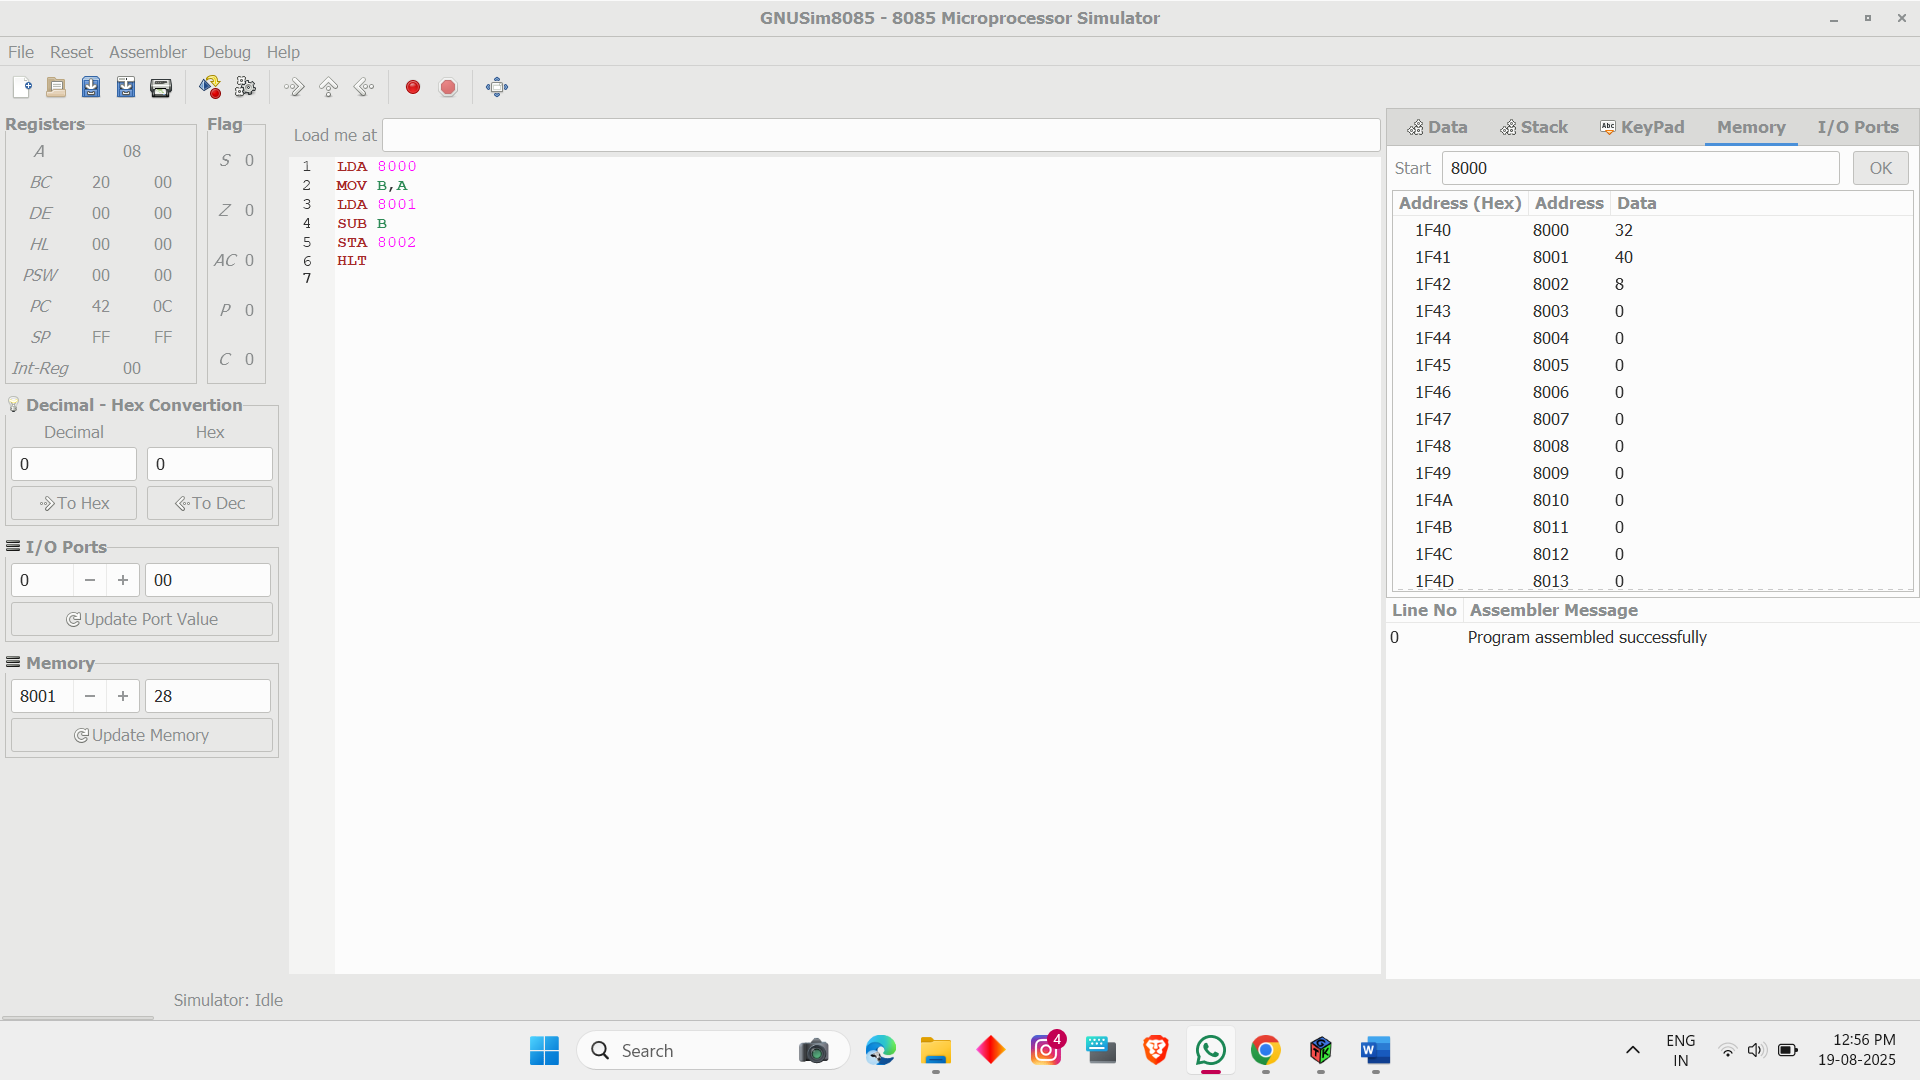 GNUSim8085 - 8085 Microprocessor Simulator
File Reset Assembler Debug Help
Registers
A 08
BC 20 00
DE 00 00
HL 00 00
PSW 00 00
PC 42 0C
SP FF FF
Int-Reg 00
Flag
S 0
Z 0
AC 0
P 0
C 0
Decimal - Hex Convertion
Decimal Hex
0 0
To Hex To Dec
I/O Ports
0 − + 00
Update Port Value
Memory
8001 − + 28
Update Memory
Load me at
1 LDA 8000
2 MOV B,A
3 LDA 8001
4 SUB B
5 STA 8002
6 HLT
7
Data Stack Abc KeyPad Memory I/O Ports
Start 8000 OK
Address (Hex) Address Data
1F40 8000 32
1F41 8001 40
1F42 8002 8
1F43 8003 0
1F44 8004 0
1F45 8005 0
1F46 8006 0
1F47 8007 0
1F48 8008 0
1F49 8009 0
1F4A 8010 0
1F4B 8011 0
1F4C 8012 0
1F4D 8013 0
Line No Assembler Message
0 Program assembled successfully
Simulator: Idle
Search
4
W
ENG
IN
12:56 PM
19-08-2025